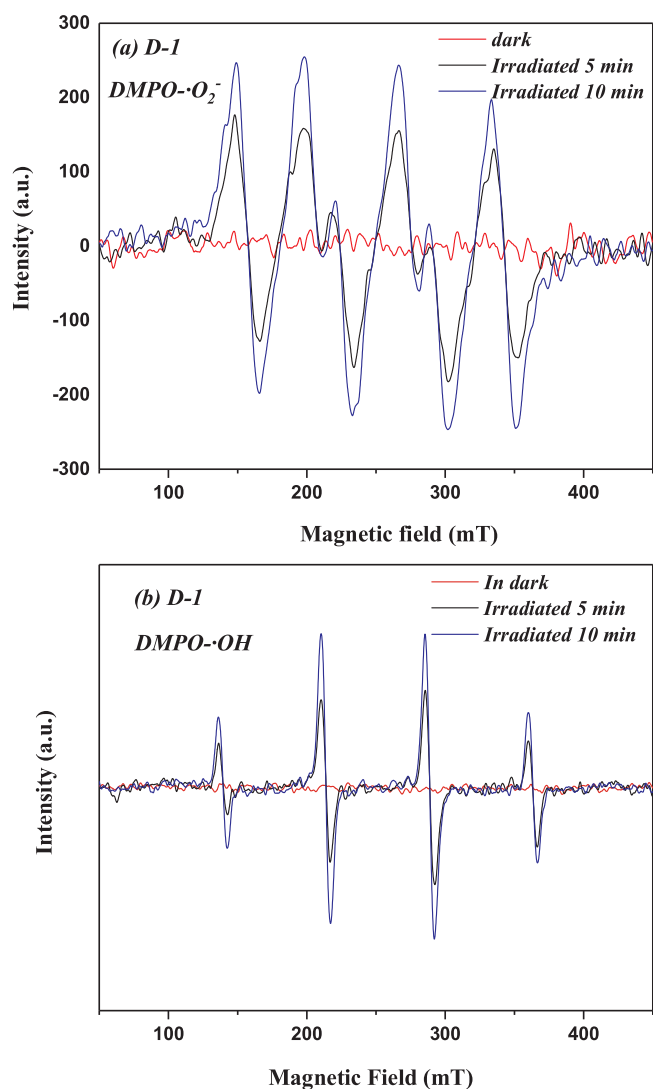 (a) D-1
DMPO-·O₂⁻
dark
Irradiated 5 min
Irradiated 10 min
300
200
100
0
-100
-200
-300
Intensity (a.u.)
100
200
300
400
Magnetic field (mT)
(b) D-1
DMPO-·OH
In dark
Irradiated 5 min
Irradiated 10 min
Intensity (a.u.)
100
200
300
400
Magnetic Field (mT)